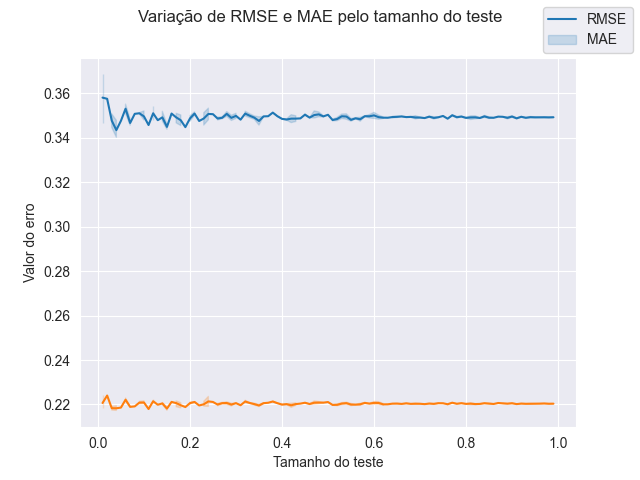 Variação de RMSE e MAE pelo tamanho do teste
RMSE
MAE
Valor do erro
0.36
0.34
0.32
0.30
0.28
0.26
0.24
0.22
0.0 0.2 0.4 0.6 0.8 1.0
Tamanho do teste